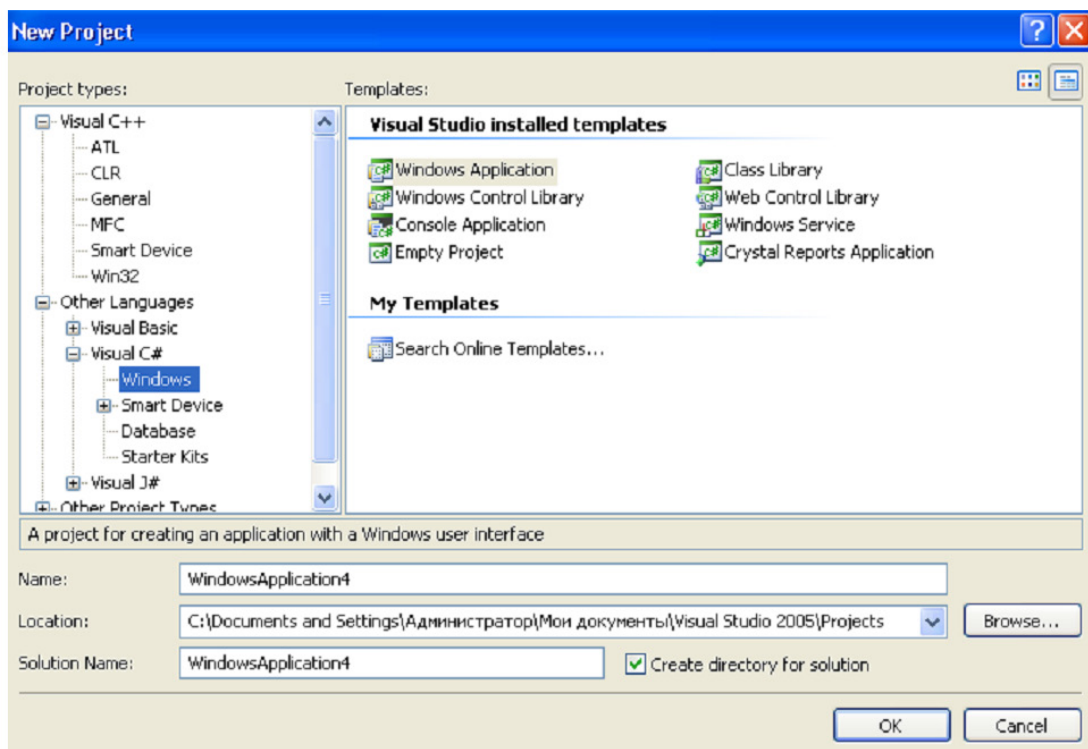 New Project
Project types:
Templates:
Visual C++
ATL
CLR
General
MFC
Smart Device
Win32
Other Languages
Visual Basic
Visual C#
Windows
Smart Device
Database
Starter Kits
Visual J#
Other Project Types
Visual Studio installed templates
Windows Application
Class Library
Windows Control Library
Web Control Library
Console Application
Windows Service
Empty Project
Crystal Reports Application
My Templates
Search Online Templates...
A project for creating an application with a Windows user interface
Name:
WindowsApplication4
Location:
C:\Documents and Settings\Администратор\Мои документы\Visual Studio 2005\Projects
Browse...
Solution Name:
WindowsApplication4
Create directory for solution
OK
Cancel